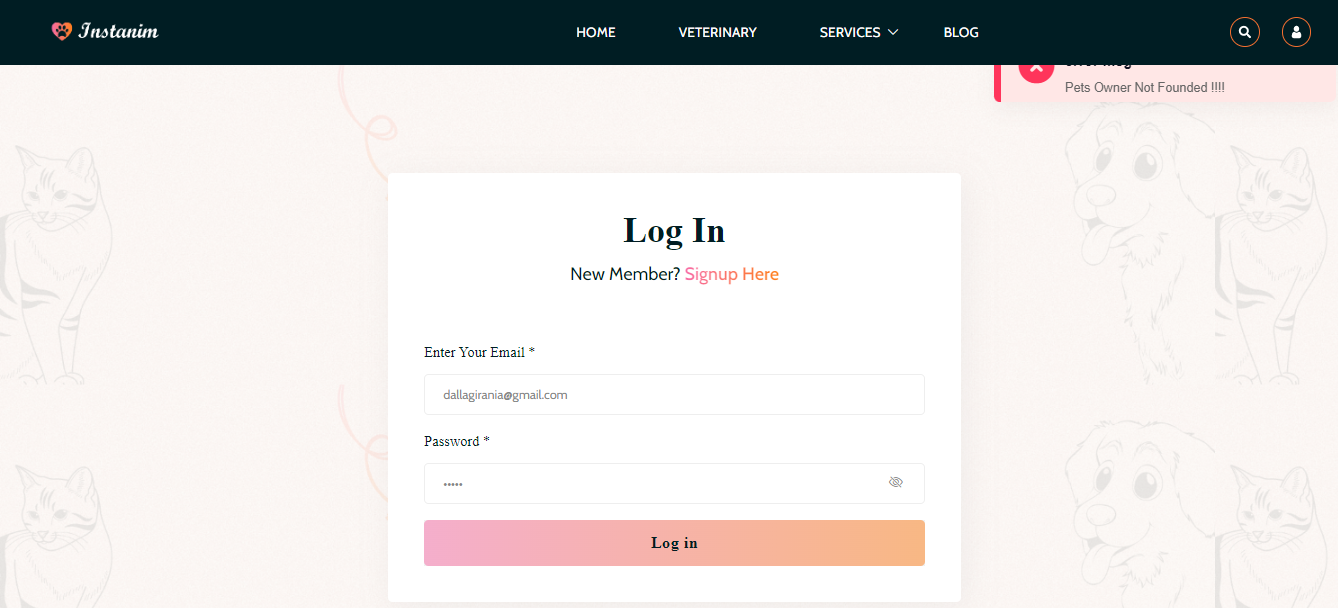 Instanim
HOME VETERINARY SERVICES BLOG
Pets Owner Not Founded !!!!
Log In
New Member? Signup Here
Enter Your Email *
dallagirania@gmail.com
Password *
•••••
Log in